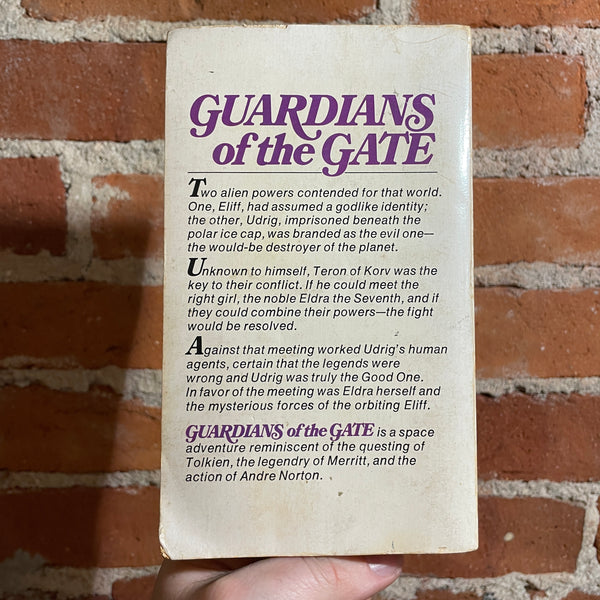 GUARDIANS
of the GATE
Two alien powers contended for that world.
One, Eliff, had assumed a godlike identity;
the other, Udrig, imprisoned beneath the
polar ice cap, was branded as the evil one—
the would-be destroyer of the planet.
Unknown to himself, Teron of Korv was the
key to their conflict. If he could meet the
right girl, the noble Eldra the Seventh, and if
they could combine their powers—the fight
would be resolved.
Against that meeting worked Udrig's human
agents, certain that the legends were
wrong and Udrig was truly the Good One.
In favor of the meeting was Eldra herself and
the mysterious forces of the orbiting Eliff.
GUARDIANS of the GATE is a space
adventure reminiscent of the questing of
Tolkien, the legendry of Merritt, and the
action of Andre Norton.